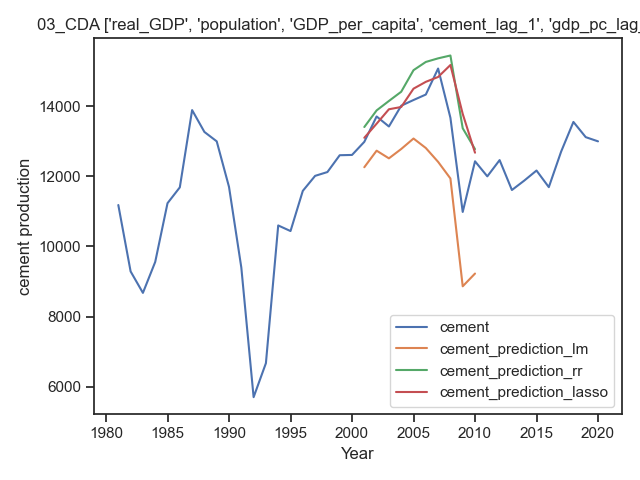 03_CDA ['real_GDP', 'population', 'GDP_per_capita', 'cement_lag_1', 'gdp_pc_lag_
cement production
14000
12000
10000
8000
6000
cement
cement_prediction_lm
cement_prediction_rr
cement_prediction_lasso
1980 1985 1990 1995 2000 2005 2010 2015 2020
Year